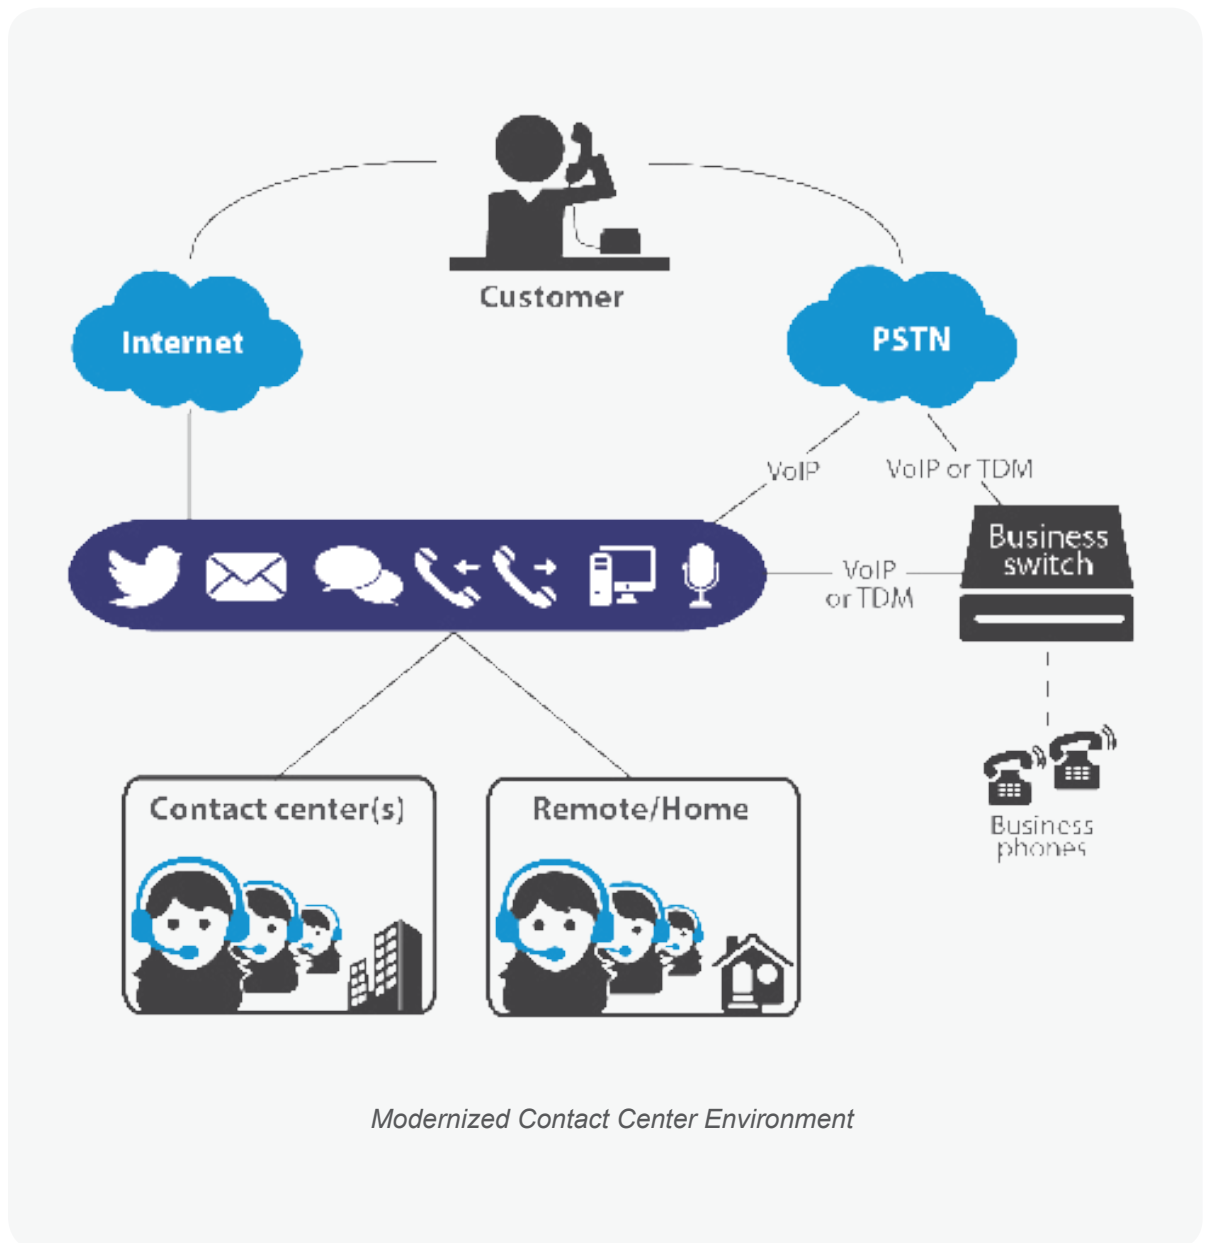 Customer
Internet
PSTN
VoIP
VoIP or TDM
Business
switch
VoIP
or TDM
Business
phones
Contact center(s)
Remote/Home
Modernized Contact Center Environment